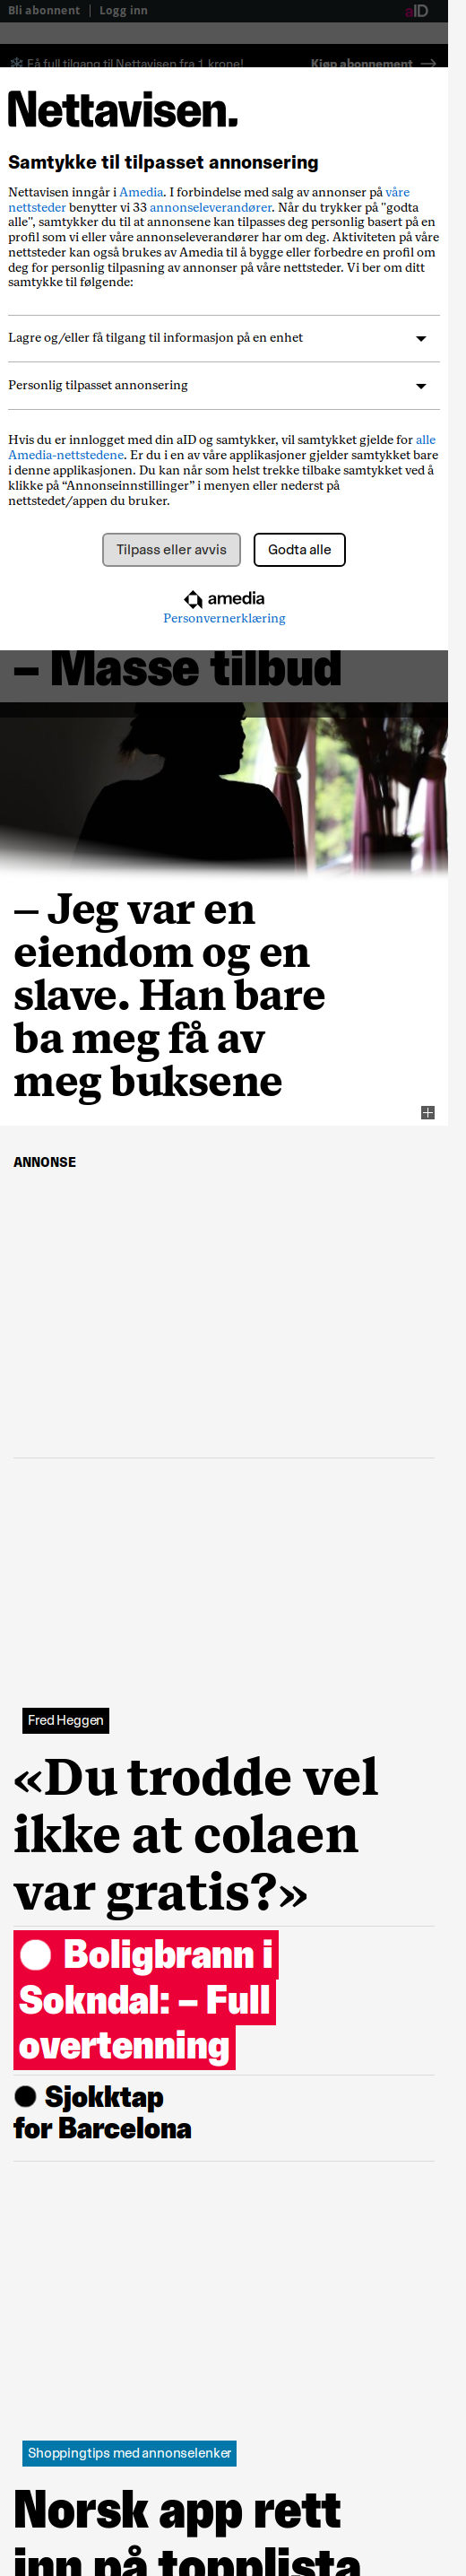 Bli abonnent | Logg inn
aID
Få full tilgang til Nettavisen fra 1 krone!
Kjøp abonnement →
Nettavisen.
Samtykke til tilpasset annonsering
Nettavisen inngår i Amedia. I forbindelse med salg av annonser på våre
nettsteder benytter vi 33 annonseleverandører. Når du trykker på "godta
alle", samtykker du til at annonsene kan tilpasses deg personlig basert på en
profil som vi eller våre annonseleverandører har om deg. Aktiviteten på våre
nettsteder kan også brukes av Amedia til å bygge eller forbedre en profil om
deg for personlig tilpasning av annonser på våre nettsteder. Vi ber om ditt
samtykke til følgende:
Lagre og/eller få tilgang til informasjon på en enhet
Personlig tilpasset annonsering
Hvis du er innlogget med din aID og samtykker, vil samtykket gjelde for alle
Amedia-nettstedene. Er du i en av våre applikasjoner gjelder samtykket bare
i denne applikasjonen. Du kan når som helst trekke tilbake samtykket ved å
klikke på “Annonseinnstillinger” i menyen eller nederst på
nettstedet/appen du bruker.
Tilpass eller avvis
Godta alle
amedia
Personvernerklæring
– Masse tilbud
– Jeg var en
eiendom og en
slave. Han bare
ba meg få av
meg buksene
ANNONSE
Fred Heggen
«Du trodde vel
ikke at colaen
var gratis?»
Boligbrann i
Sokndal: – Full
overtenning
Sjokktap
for Barcelona
Shoppingtips med annonselenker
Norsk app rett
inn på topplista